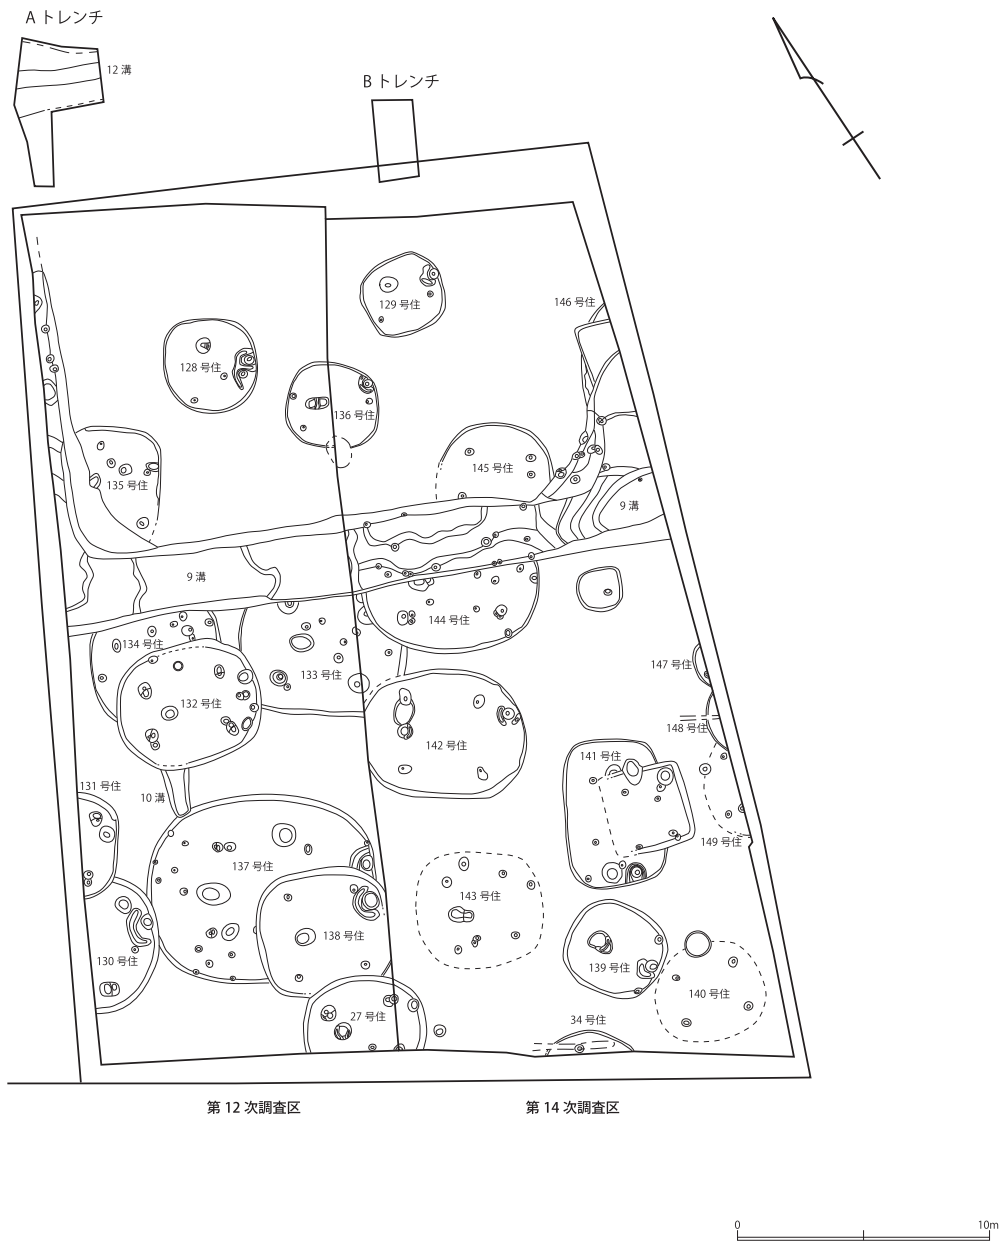 A トレンチ
12 溝
B トレンチ
129 号住
146 号住
128 号住
136 号住
145 号住
135 号住
9 溝
9 溝
144 号住
134 号住
133 号住
147 号住
132 号住
148 号住
142 号住
141 号住
131 号住
10 溝
149 号住
137 号住
143 号住
138 号住
130 号住
139 号住
140 号住
27 号住
34 号住
第 12 次調査区
第 14 次調査区
0 10m